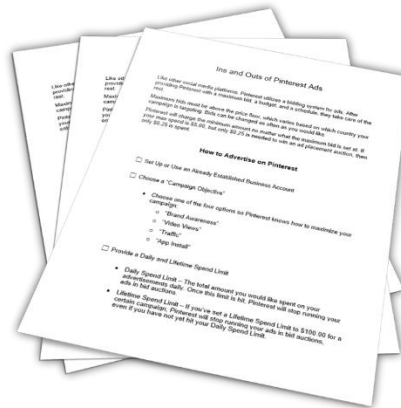 Ins and Outs of Pinterest Ads
Like other social media platforms, Pinterest utilizes a bidding system for ads. After
providing Pinterest with a maximum bid, a budget, and a schedule, they take care of the
rest.
Maximum bids must be above the price floor, which varies based on which country your
campaign is targeting. Bids can be changed as often as you would like.
Pinterest will charge the minimum amount no matter what the maximum bid is set at. If
your max spend is $5.00, but only $2.25 is needed to win an ad placement auction, then
only $2.25 is spent.
How to Advertise on Pinterest
Set Up or Use an Already Established Business Account
Choose a "Campaign Objective"
• Choose one of the four options so Pinterest knows how to maximize your
campaign:
o "Brand Awareness"
o "Video Views"
o "Traffic"
o "App Install"
Provide a Daily and Lifetime Spend Limit
• Daily Spend Limit – The total amount you would like spent on your
advertisements daily. Once this limit is hit, Pinterest will stop running your
ads in bid auctions.
• Lifetime Spend Limit – If you've set a Lifetime Spend Limit to $100.00 for a
certain campaign, Pinterest will stop running your ads in bid auctions,
even if you have not yet hit your Daily Spend Limit.